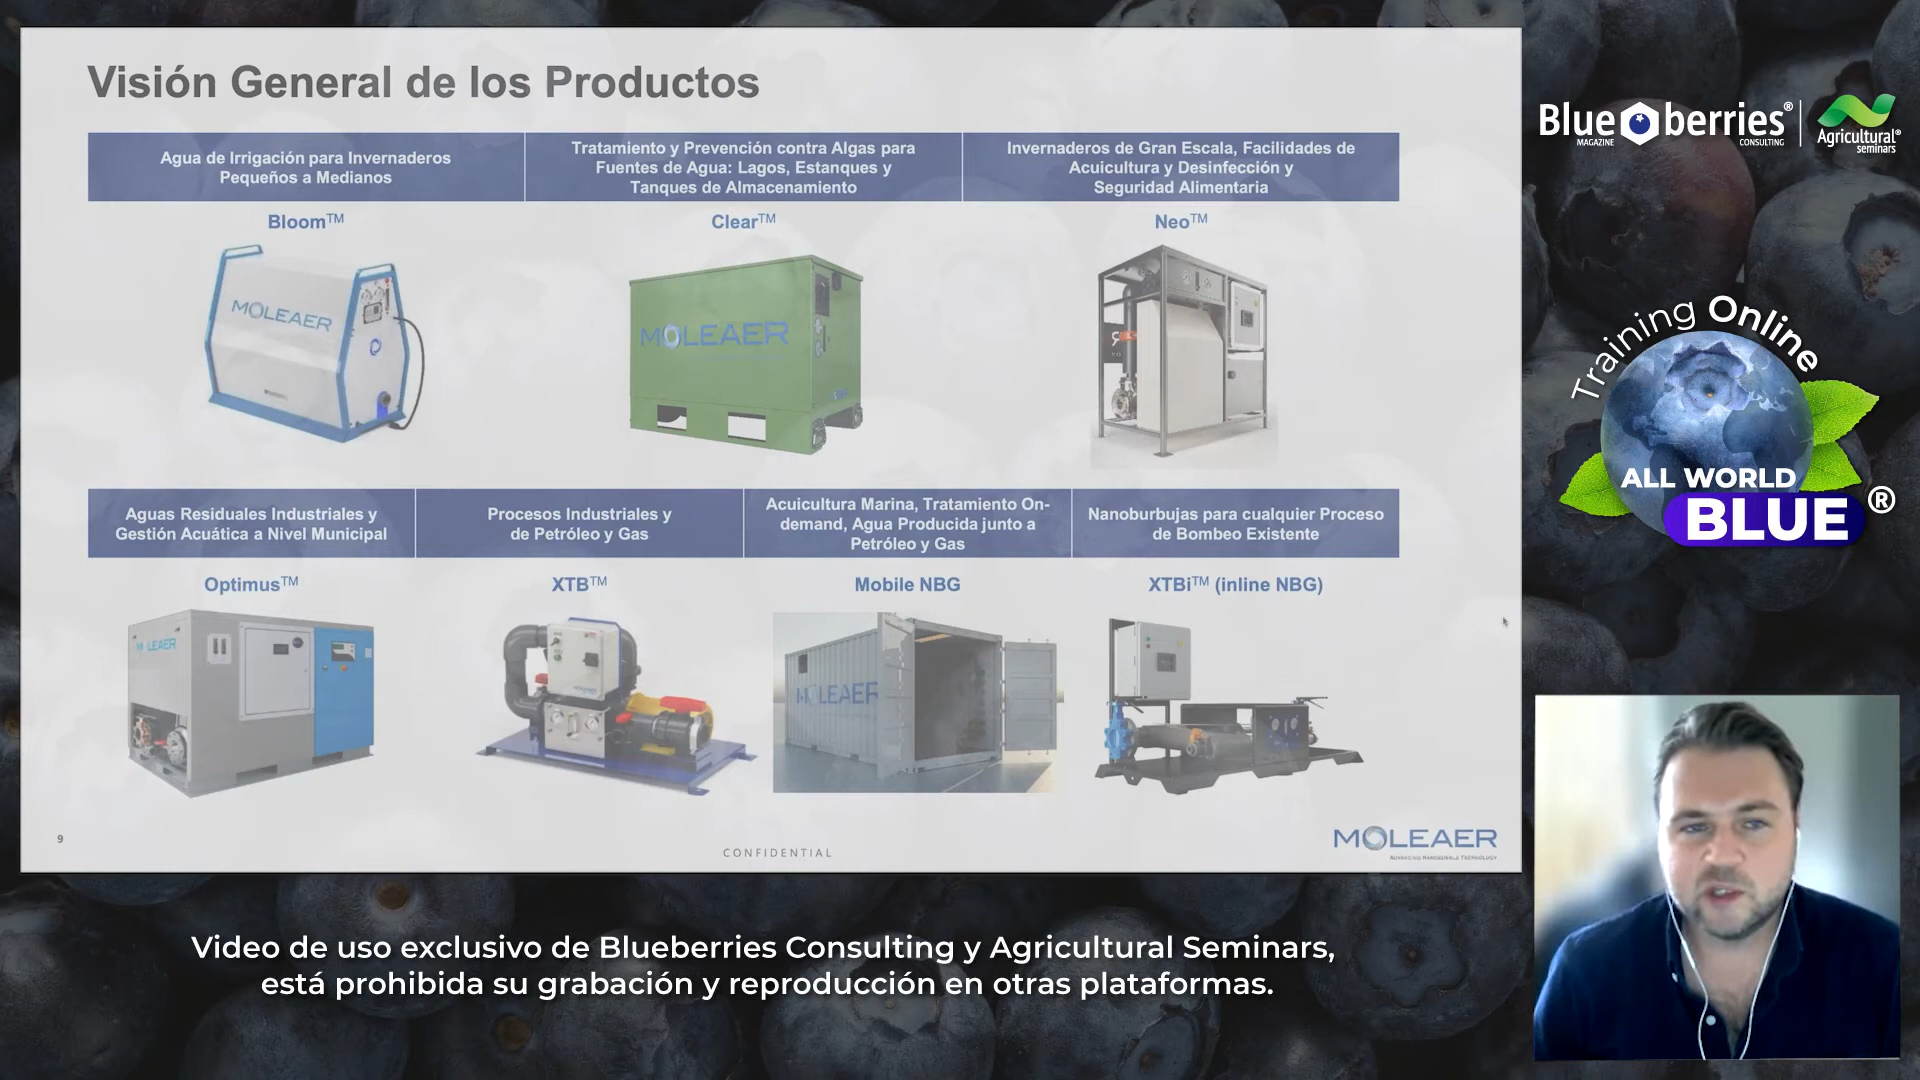 Visión General de los Productos
Agua de Irrigación para Invernaderos
Pequeños a Medianos
Tratamiento y Prevención contra Algas para
Fuentes de Agua: Lagos, Estanques y
Tanques de Almacenamiento
Invernaderos de Gran Escala, Facilidades de
Acuicultura y Desinfección y
Seguridad Alimentaria
Bloom™
Clear™
Neo™
MOLEAER
MOLEAER
Aguas Residuales Industriales y
Gestión Acuática a Nivel Municipal
Procesos Industriales y
de Petróleo y Gas
Acuicultura Marina, Tratamiento On-
demand, Agua Producida junto a
Petróleo y Gas
Nanoburbujas para cualquier Proceso
de Bombeo Existente
Optimus™
XTB™
Mobile NBG
XTBi™ (inline NBG)
MOLEAER
MOLEAER
9
CONFIDENTIAL
MOLEAER
ADVANCING NANOBUBBLE TECHNOLOGY
Blueberries®
MAGAZINE
CONSULTING
Agricultural®
seminars
Training Online
ALL WORLD
BLUE®
Video de uso exclusivo de Blueberries Consulting y Agricultural Seminars,
está prohibida su grabación y reproducción en otras plataformas.